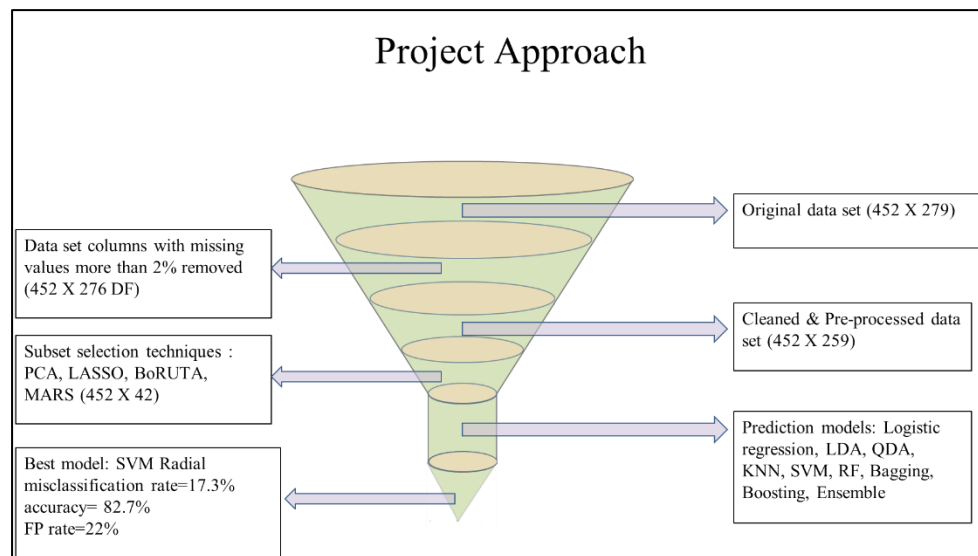 Project Approach
Original data set (452 X 279)
Data set columns with missing
values more than 2% removed
(452 X 276 DF)
Cleaned & Pre-processed data
set (452 X 259)
Subset selection techniques :
PCA, LASSO, BoRUTA,
MARS (452 X 42)
Prediction models: Logistic
regression, LDA, QDA,
KNN, SVM, RF, Bagging,
Boosting, Ensemble
Best model: SVM Radial
misclassification rate=17.3%
accuracy= 82.7%
FP rate=22%